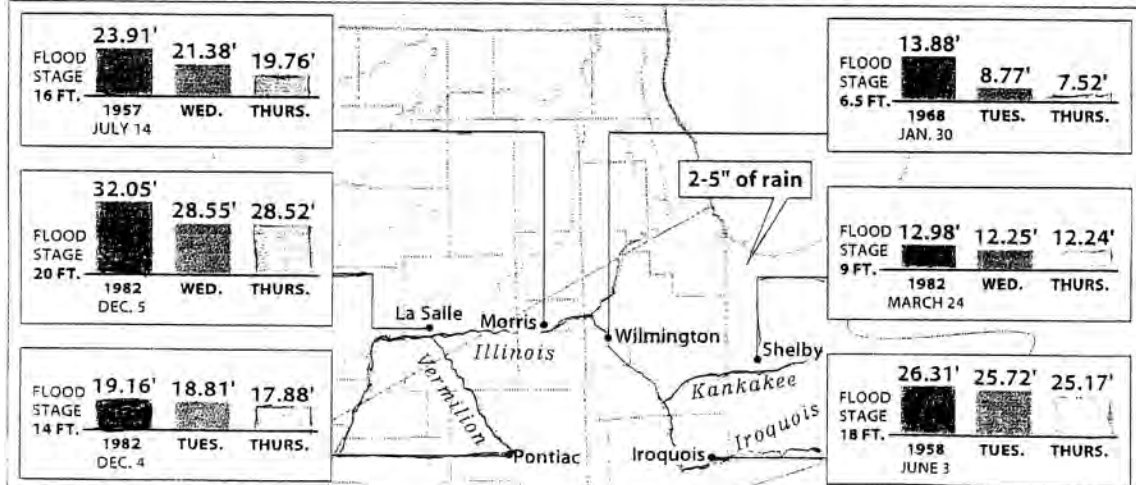 23.91'
21.38'
19.76'
FLOOD
STAGE
16 FT.
1957
WED.
THURS.
JULY 14
32.05'
28.55'
28.52'
FLOOD
STAGE
20 FT.
1982
WED.
THURS.
DEC. 5
19.16'
18.81'
17.88'
FLOOD
STAGE
14 FT.
1982
TUES.
THURS.
DEC. 4
2-5" of rain
La Salle
Morris
Illinois
Wilmington
Shelby
Vermilion
Kankakee
Iroquois
Pontiac
Iroquois
13.88'
8.77'
7.52'
FLOOD
STAGE
6.5 FT.
1968
TUES.
THURS.
JAN. 30
12.98'
12.25'
12.24'
FLOOD
STAGE
9 FT.
1982
WED.
THURS.
MARCH 24
26.31'
25.72'
25.17'
FLOOD
STAGE
18 FT.
1958
TUES.
THURS.
JUNE 3